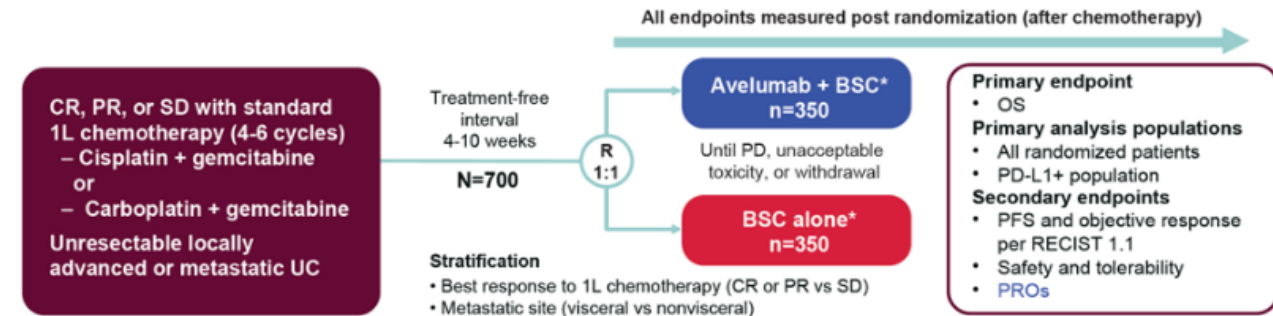 All endpoints measured post randomization (after chemotherapy)
CR, PR, or SD with standard
1L chemotherapy (4-6 cycles)
– Cisplatin + gemcitabine
or
– Carboplatin + gemcitabine
Unresectable locally
advanced or metastatic UC
Treatment-free
interval
4-10 weeks
N=700
R
1:1
Avelumab + BSC*
n=350
Until PD, unacceptable
toxicity, or withdrawal
BSC alone*
n=350
Stratification
• Best response to 1L chemotherapy (CR or PR vs SD)
• Metastatic site (visceral vs nonvisceral)
Primary endpoint
• OS
Primary analysis populations
• All randomized patients
• PD-L1+ population
Secondary endpoints
• PFS and objective response
per RECIST 1.1
• Safety and tolerability
• PROs